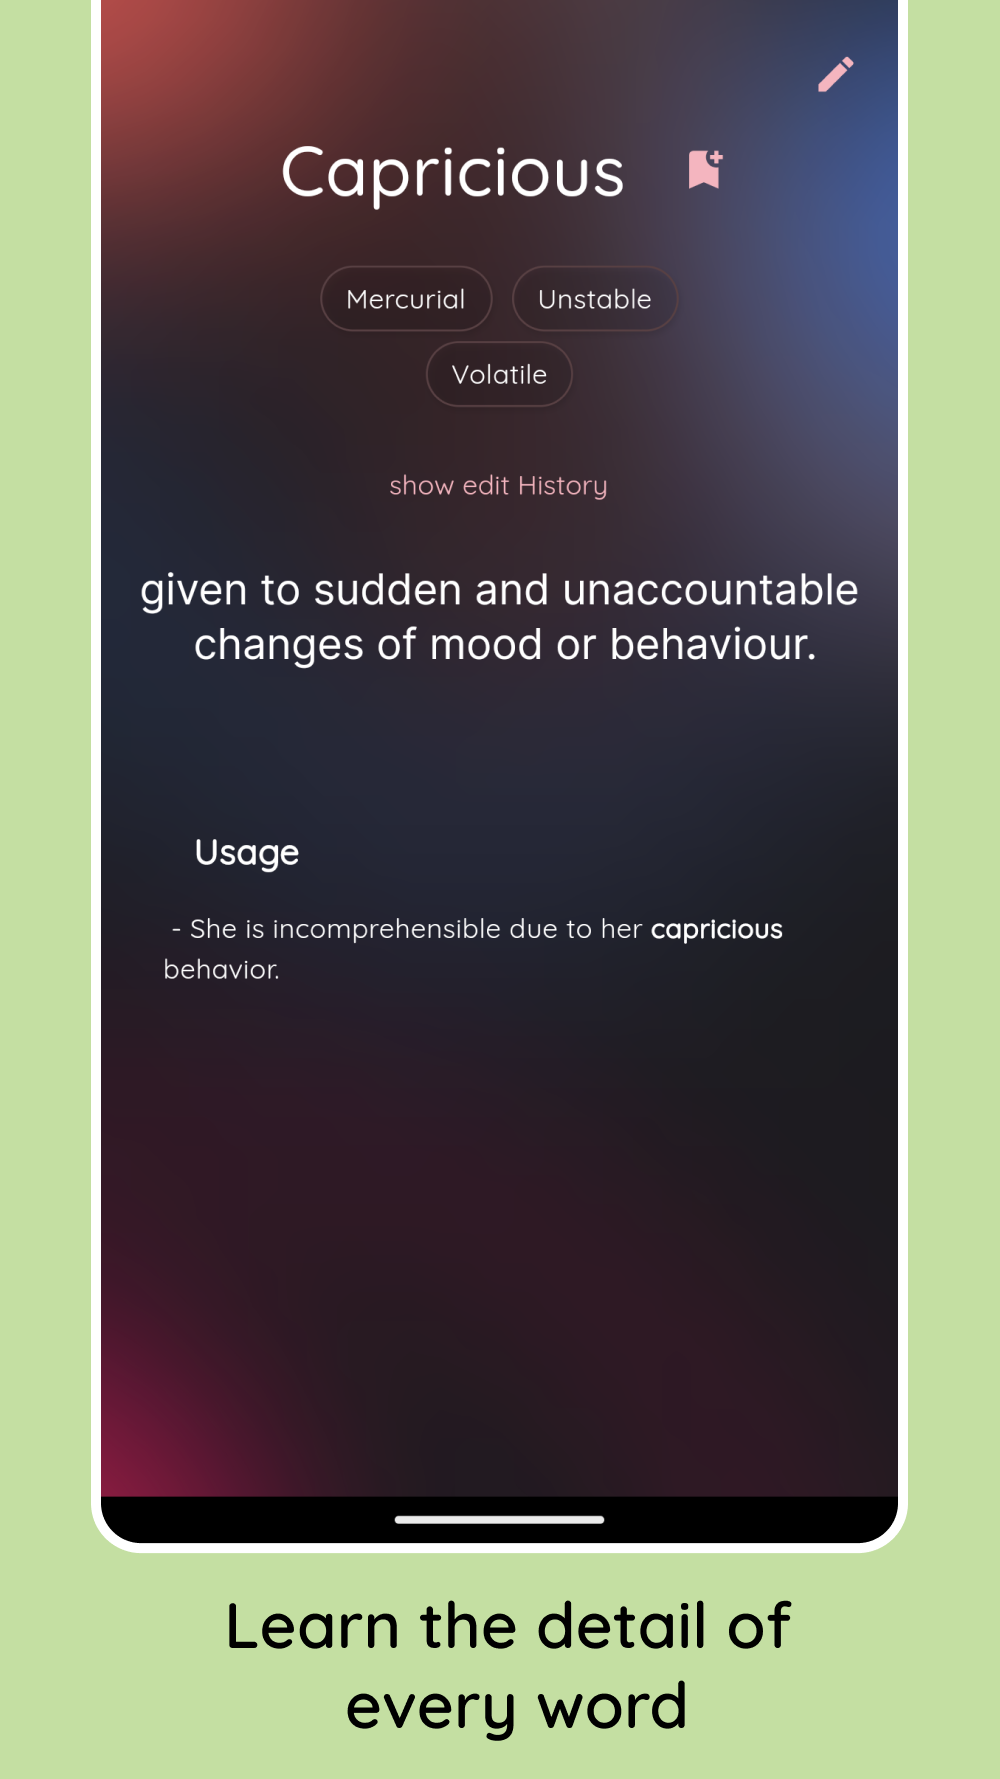 Capricious
Mercurial Unstable
Volatile
show edit History
given to sudden and unaccountable
changes of mood or behaviour.
Usage
- She is incomprehensible due to her capricious
behavior.
Learn the detail of
every word